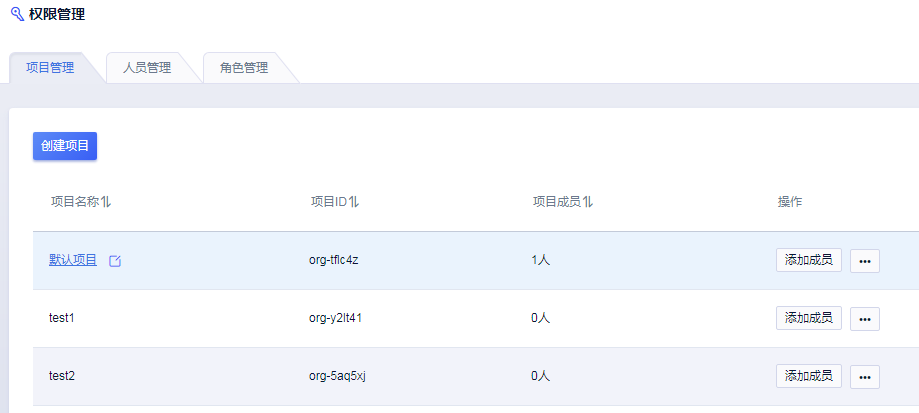 权限管理
项目管理 人员管理 角色管理
创建项目
项目名称 项目ID 项目成员 操作
默认项目 org-tflc4z 1人 添加成员 •••
test1 org-y2lt41 0人 添加成员 •••
test2 org-5aq5xj 0人 添加成员 •••